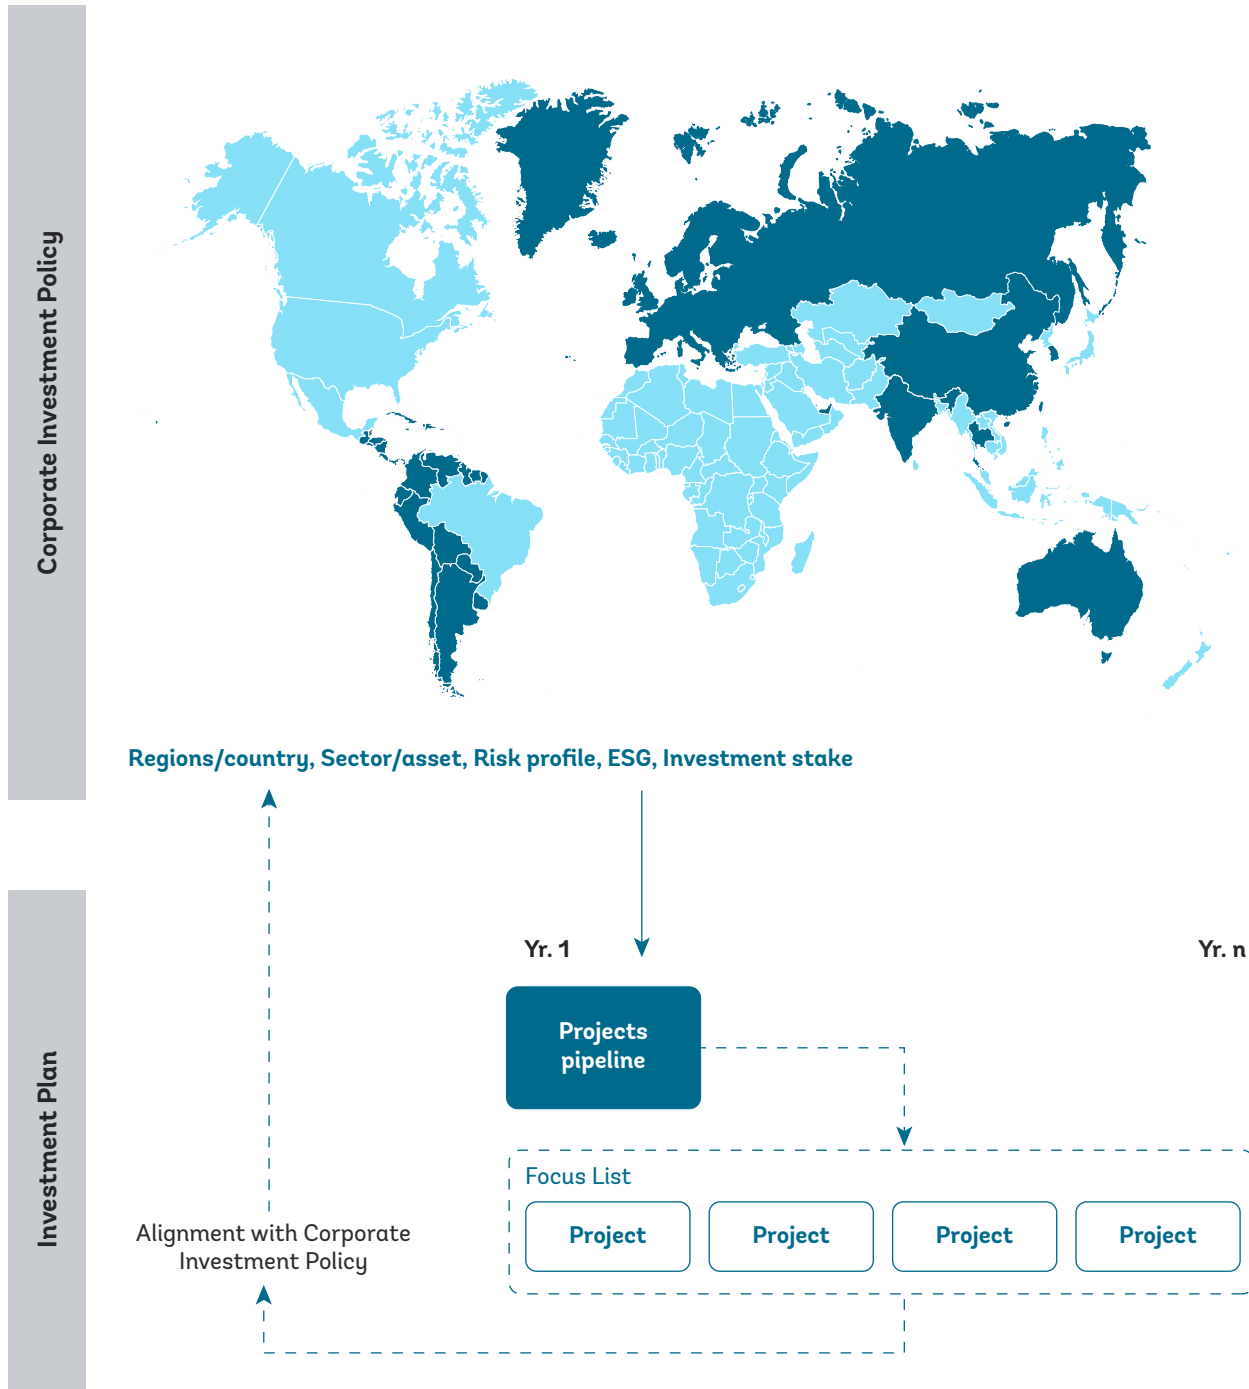 Corporate Investment Policy
Regions/country, Sector/asset, Risk profile, ESG, Investment stake
Investment Plan
Yr. 1
Yr. n
Projects
pipeline
Focus List
Project
Project
Project
Project
Alignment with Corporate
Investment Policy